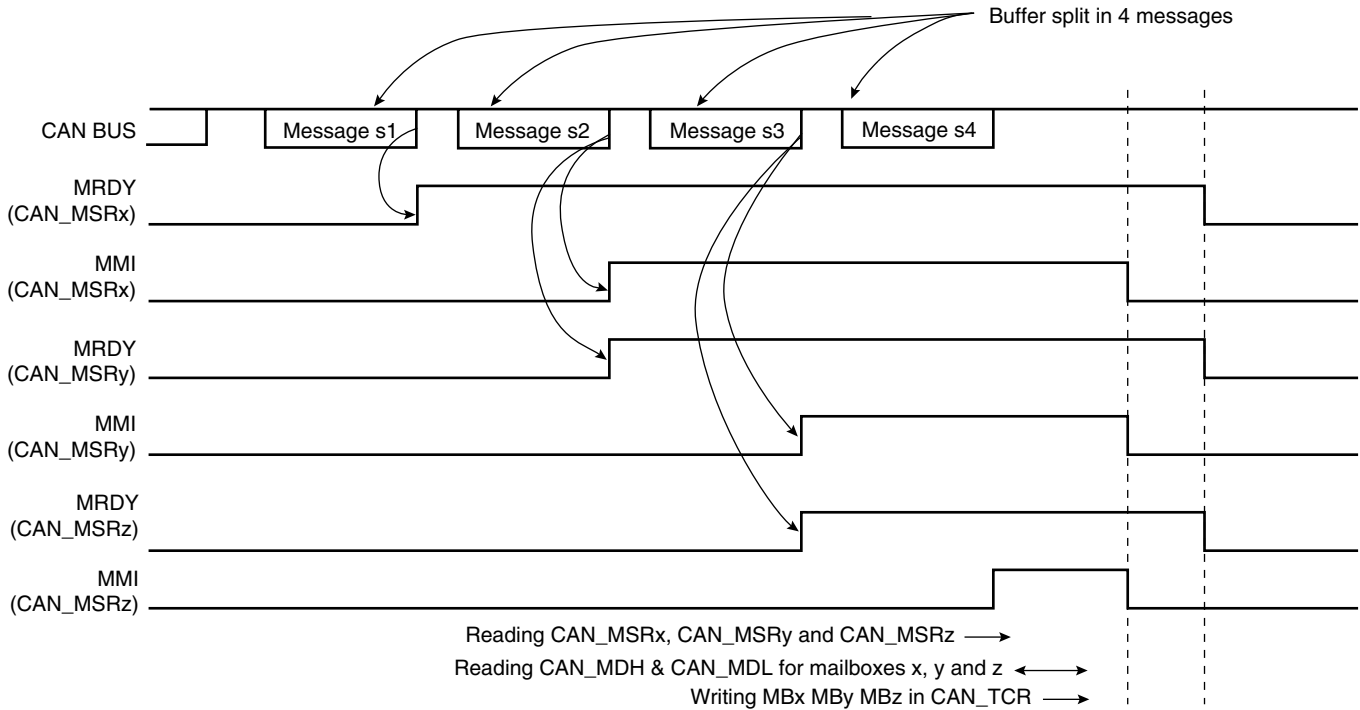 Buffer split in 4 messages
CAN BUS
Message s1
Message s2
Message s3
Message s4
MRDY
(CAN_MSRx)
MMI
(CAN_MSRx)
MRDY
(CAN_MSRy)
MMI
(CAN_MSRy)
MRDY
(CAN_MSRz)
MMI
(CAN_MSRz)
Reading CAN_MSRx, CAN_MSRy and CAN_MSRz
Reading CAN_MDH & CAN_MDL for mailboxes x, y and z
Writing MBx MBy MBz in CAN_TCR